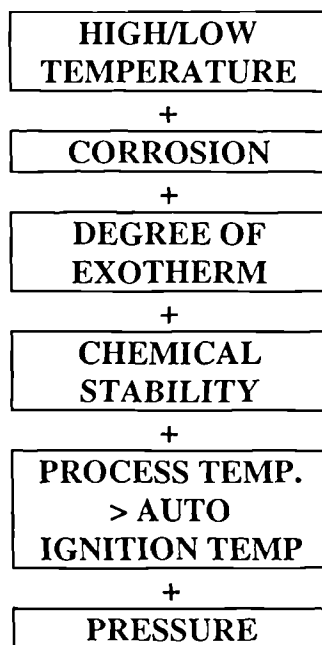 HIGH/LOW
TEMPERATURE
+
CORROSION
+
DEGREE OF
EXOTHERM
+
CHEMICAL
STABILITY
+
PROCESS TEMP.
> AUTO
IGNITION TEMP
+
PRESSURE